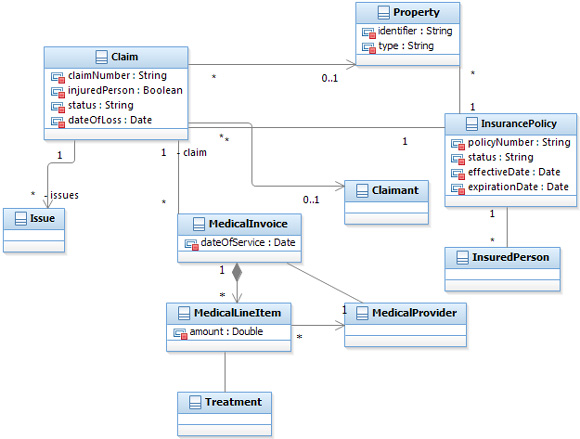 Property
identifier : String
type : String
Claim
claimNumber : String
injuredPerson : Boolean
status : String
dateOfLoss : Date
*
0..1
*
1
InsurancePolicy
policyNumber : String
status : String
effectiveDate : Date
expirationDate : Date
*
*
1
1
1
- claim
* - issues
Issue
Claimant
0..1
*
MedicalInvoice
dateOfService : Date
1
*
InsuredPerson
1
*
MedicalLineItem
amount : Double
1
*
MedicalProvider
Treatment